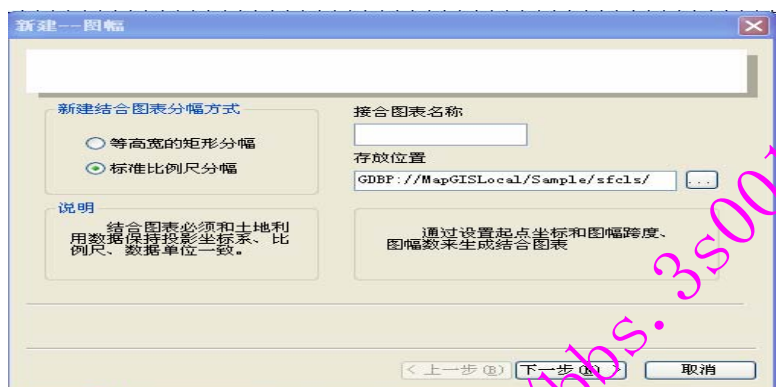 新建--图幅
新建结合图表分幅方式
等高宽的矩形分幅
标准比例尺分幅
接合图表名称
存放位置
GDBP://MapGISLocal/Sample/sfcls/
...
说明
结合图表必须和土地利
用数据保持投影坐标系、比
例尺、数据单位一致。
通过设置起点坐标和图幅跨度、
图幅数来生成结合图表
< 上一步(B)
下一步(N) >
取消
bbs.3s001